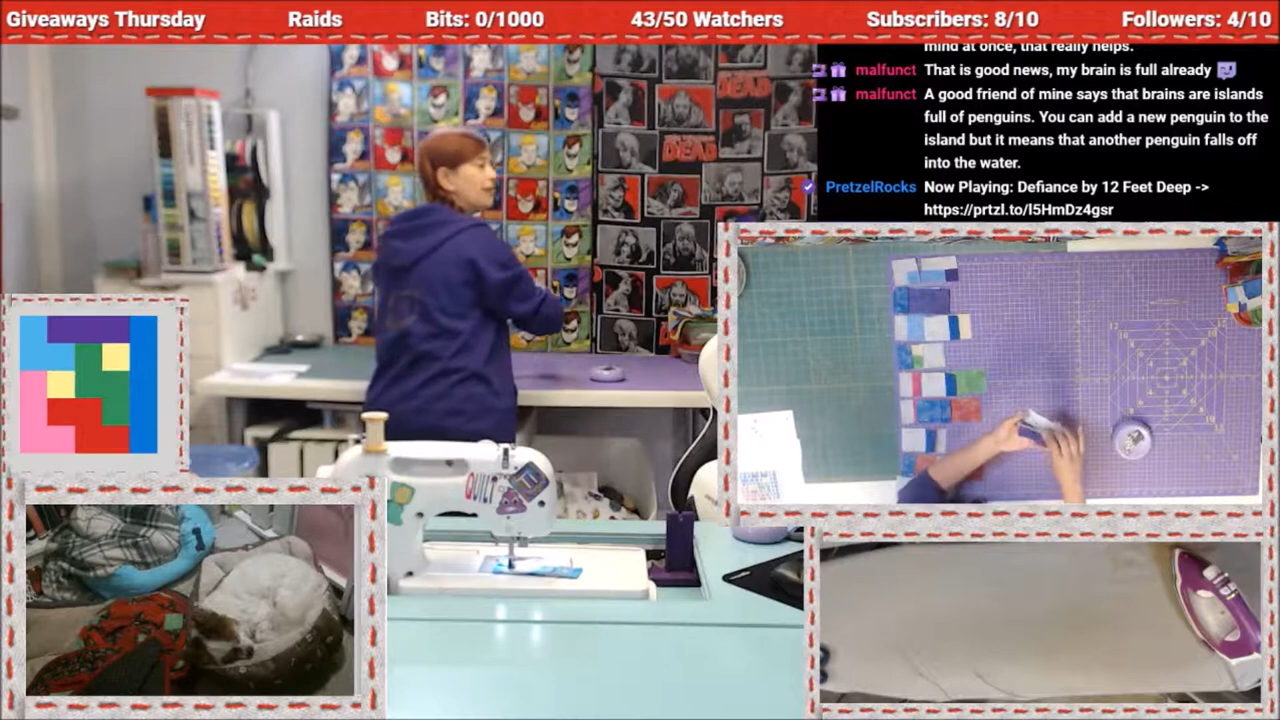 Giveaways Thursday Raids Bits: 0/1000 43/50 Watchers Subscribers: 8/10 Followers: 4/10
mind at once, that really helps.
malfunct That is good news, my brain is full already
malfunct A good friend of mine says that brains are islands
full of penguins. You can add a new penguin to the
island but it means that another penguin falls off
into the water.
PretzelRocks Now Playing: Defiance by 12 Feet Deep ->
https://prtzl.to/l5HmDz4gsr
DEAD
DEAD
QUILT
1